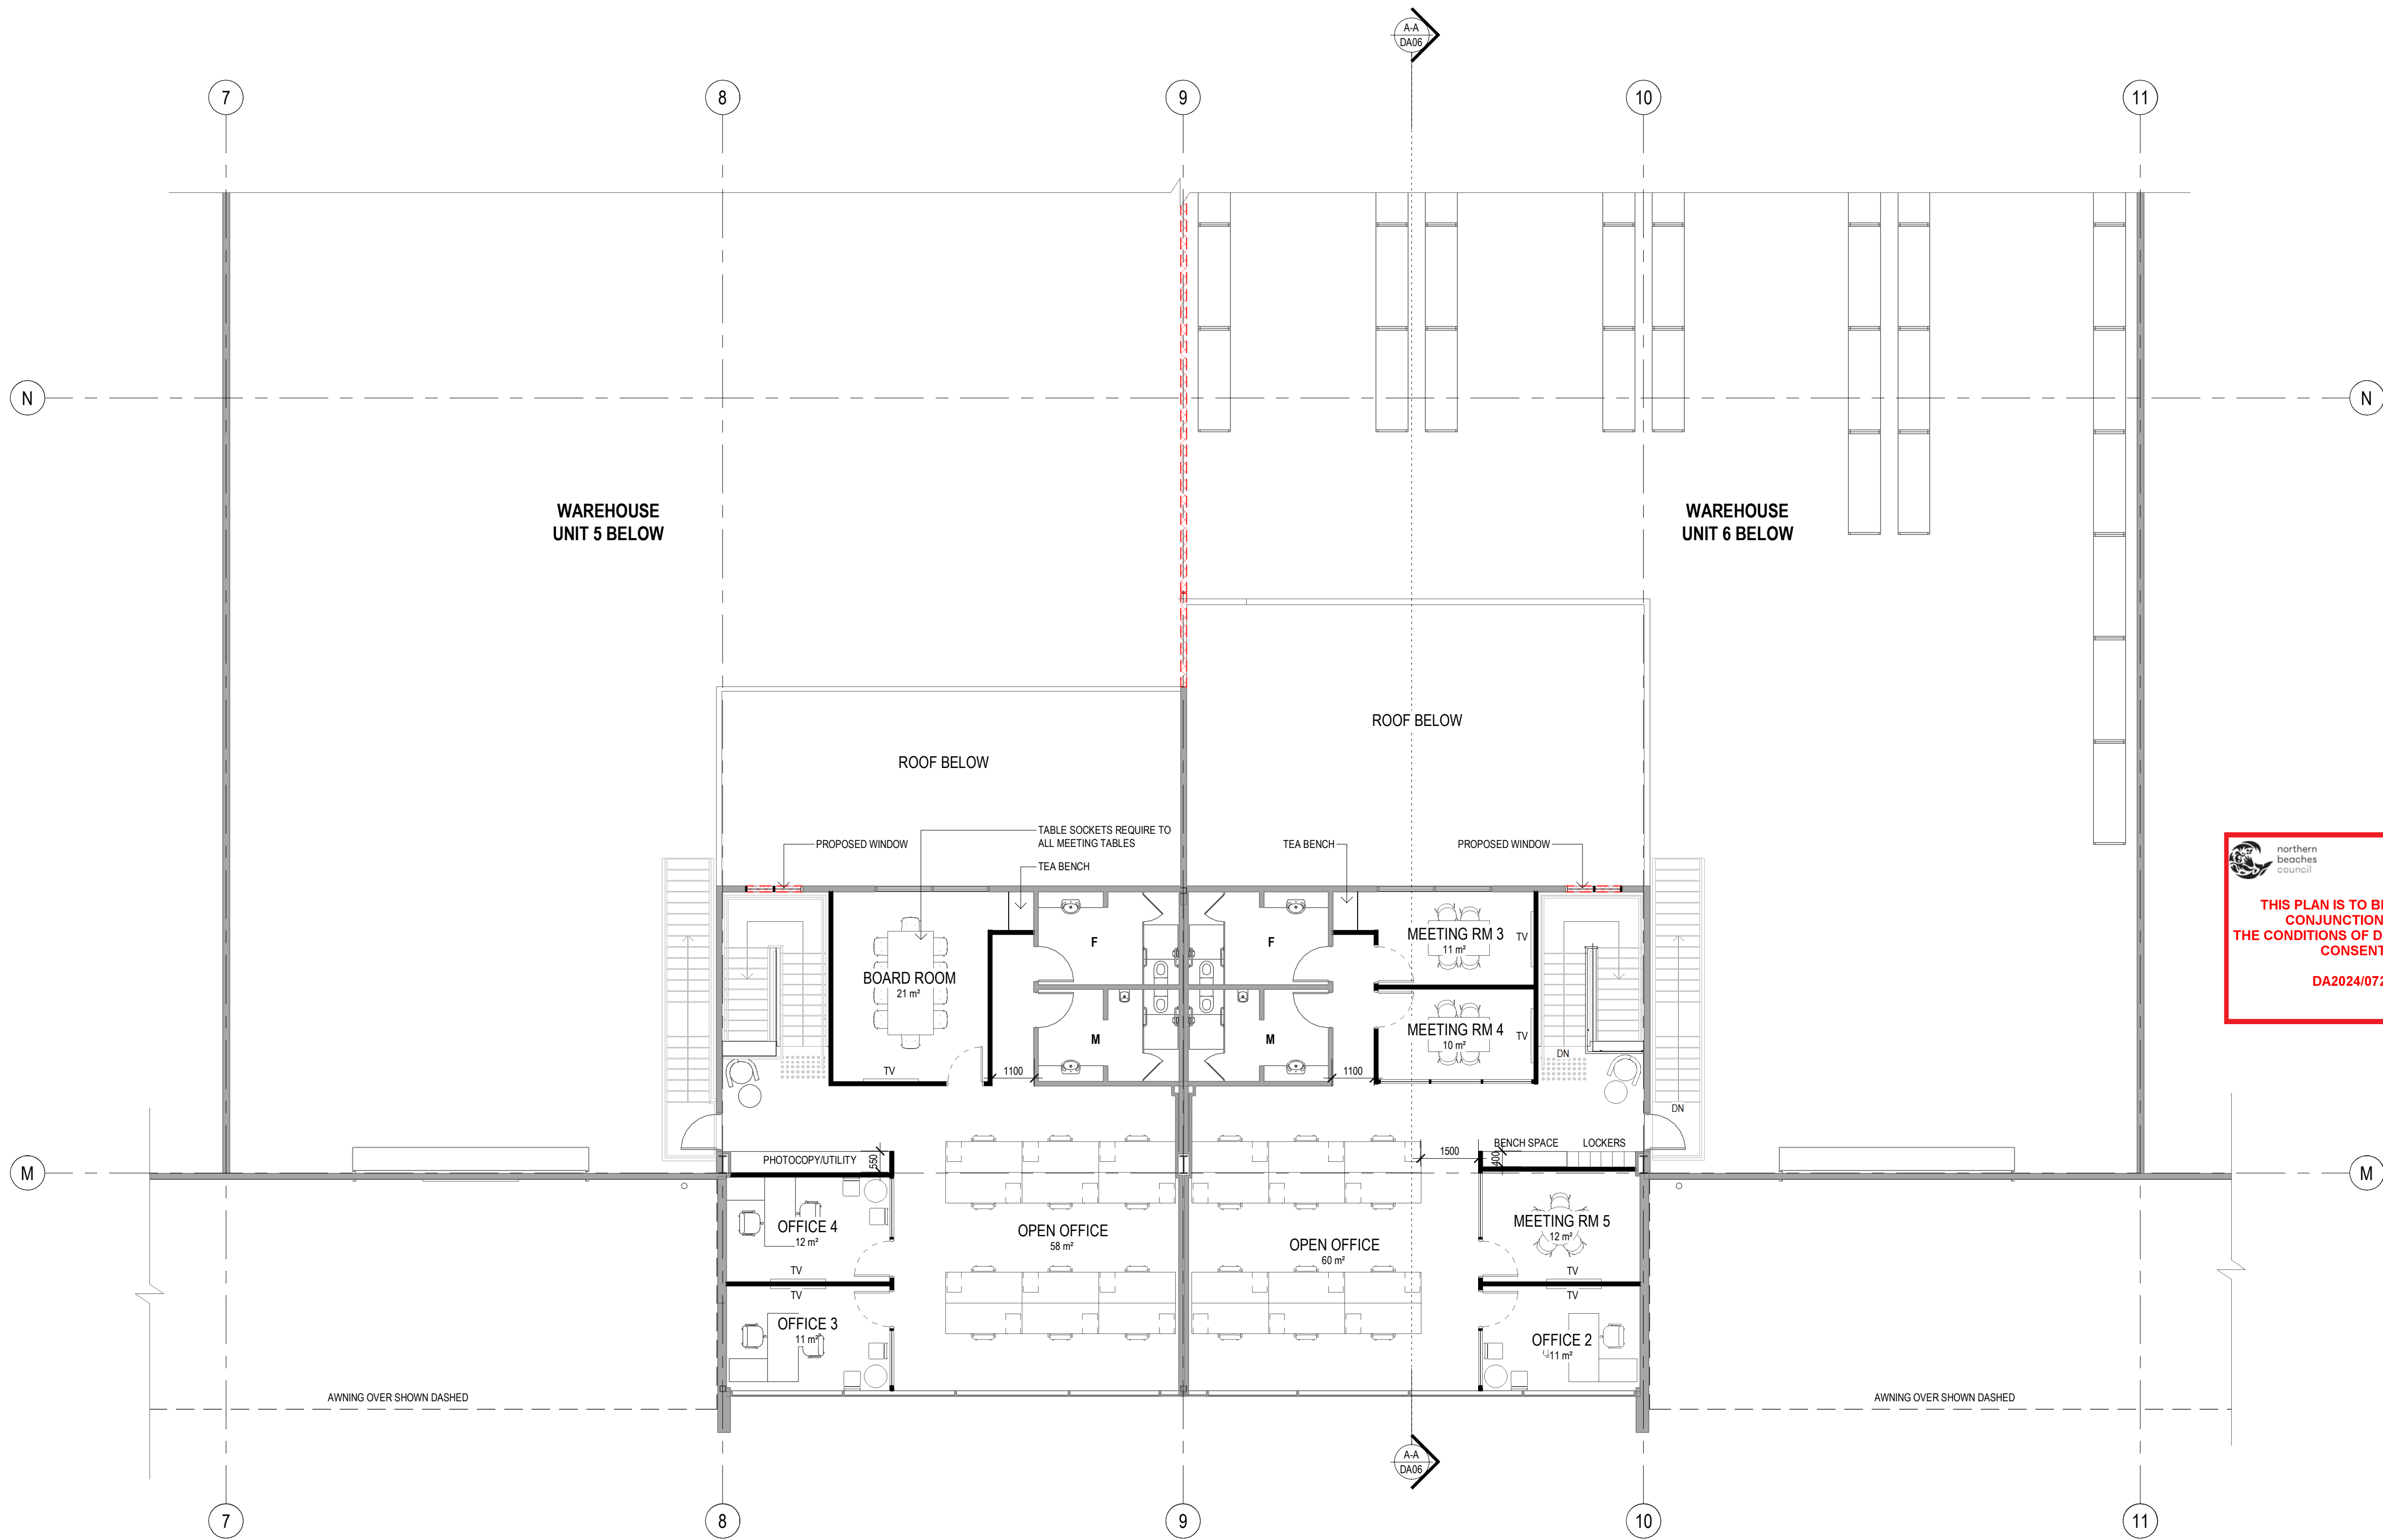 A-A
DA06
7
8
9
10
11
N
N
WAREHOUSE
UNIT 5 BELOW
WAREHOUSE
UNIT 6 BELOW
ROOF BELOW
ROOF BELOW
PROPOSED WINDOW
TABLE SOCKETS REQUIRE TO
ALL MEETING TABLES
TEA BENCH
TEA BENCH
PROPOSED WINDOW
northern
beaches
council
THIS PLAN IS TO B
CONJUNCTION
THE CONDITIONS OF D
CONSENT
DA2024/072
F
F
MEETING RM 3
11 m²
TV
BOARD ROOM
21 m²
MEETING RM 4
10 m²
TV
M
M
DN
TV
1100
1100
DN
PHOTOCOPY/UTILITY
550
1500
BENCH SPACE
400
LOCKERS
M
M
OFFICE 4
12 m²
TV
OPEN OFFICE
58 m²
OPEN OFFICE
60 m²
MEETING RM 5
12 m²
TV
TV
OFFICE 3
11 m²
TV
OFFICE 2
11 m²
AWNING OVER SHOWN DASHED
AWNING OVER SHOWN DASHED
A-A
DA06
7
8
9
10
11